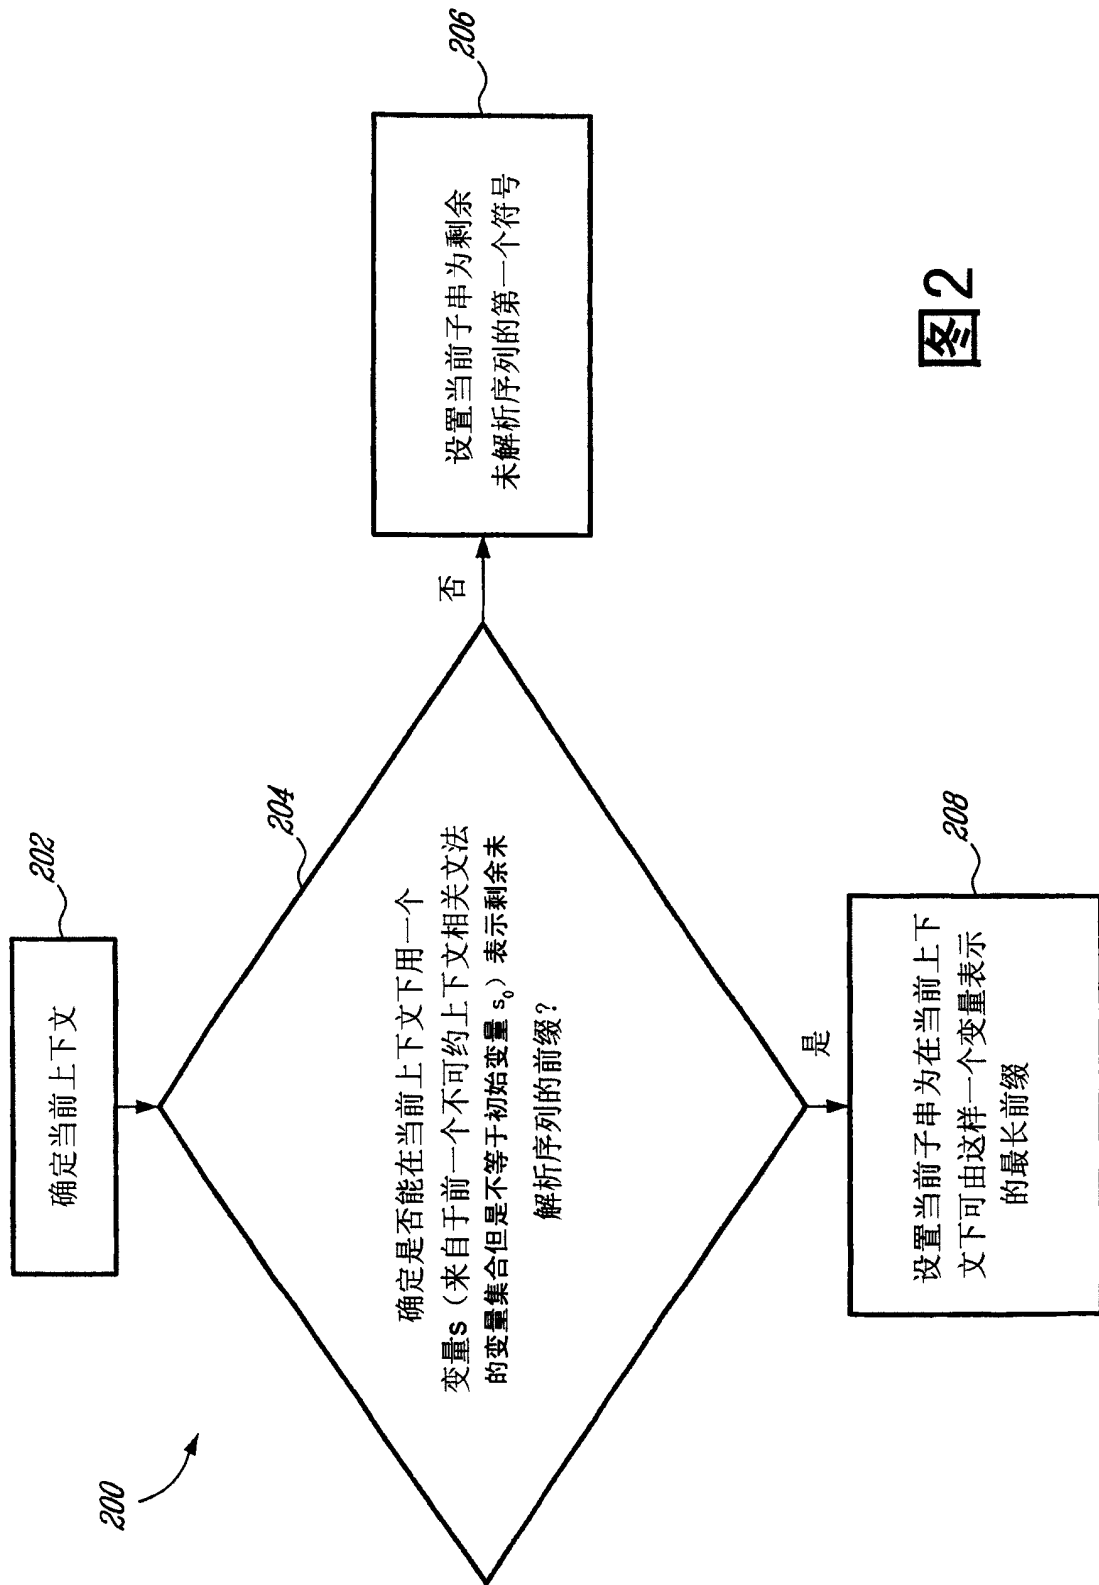 200
202
确定当前上下文
204
确定是否能在当前上下文下用一个
变量s（来自于前一个不可约上下文相关文法
的变量集合但是不等于初始变量 s₀）表示剩余未
解析序列的前缀？
否
206
设置当前子串为剩余
未解析序列的第一个符号
是
208
设置当前子串为在当前上下
文下可由这样一个变量表示
的最长前缀
图2